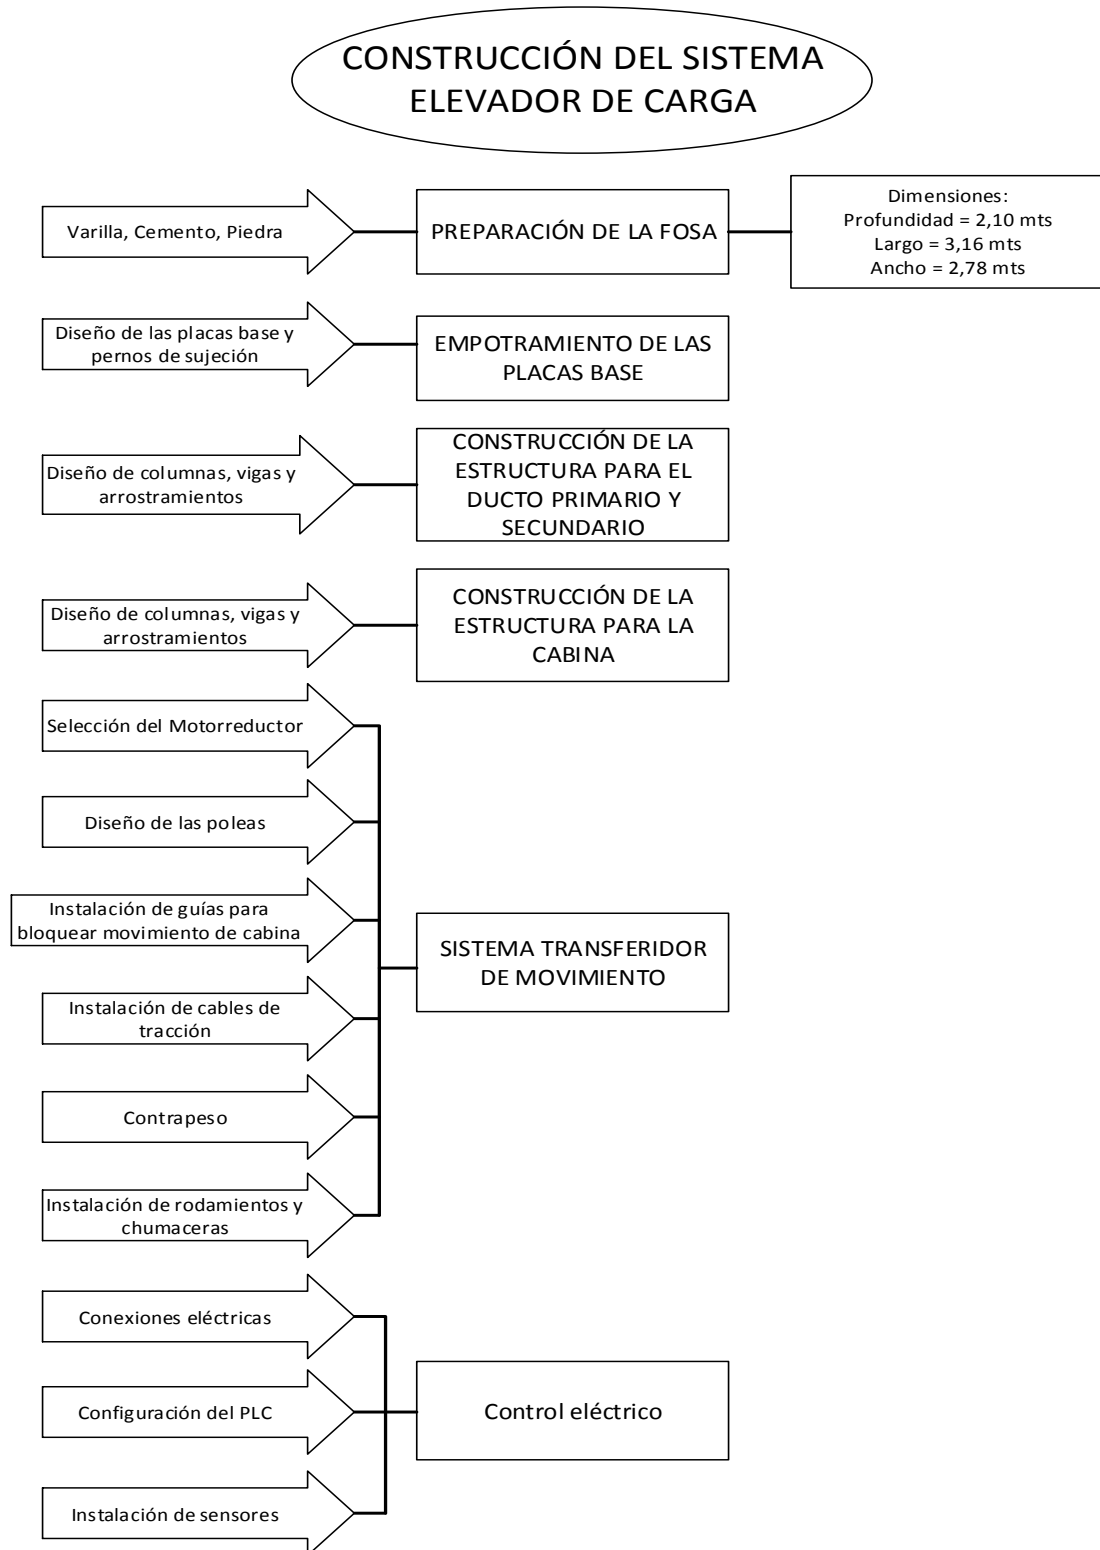 CONSTRUCCIÓN DEL SISTEMA
ELEVADOR DE CARGA
Varilla, Cemento, Piedra
PREPARACIÓN DE LA FOSA
Dimensiones:
Profundidad = 2,10 mts
Largo = 3,16 mts
Ancho = 2,78 mts
Diseño de las placas base y
pernos de sujeción
EMPOTRAMIENTO DE LAS
PLACAS BASE
Diseño de columnas, vigas y
arrostramientos
CONSTRUCCIÓN DE LA
ESTRUCTURA PARA EL
DUCTO PRIMARIO Y
SECUNDARIO
Diseño de columnas, vigas y
arrostramientos
CONSTRUCCIÓN DE LA
ESTRUCTURA PARA LA
CABINA
Selección del Motorreductor
Diseño de las poleas
Instalación de guías para
bloquear movimiento de cabina
Instalación de cables de
tracción
Contrapeso
Instalación de rodamientos y
chumaceras
SISTEMA TRANSFERIDOR
DE MOVIMIENTO
Conexiones eléctricas
Configuración del PLC
Instalación de sensores
Control eléctrico